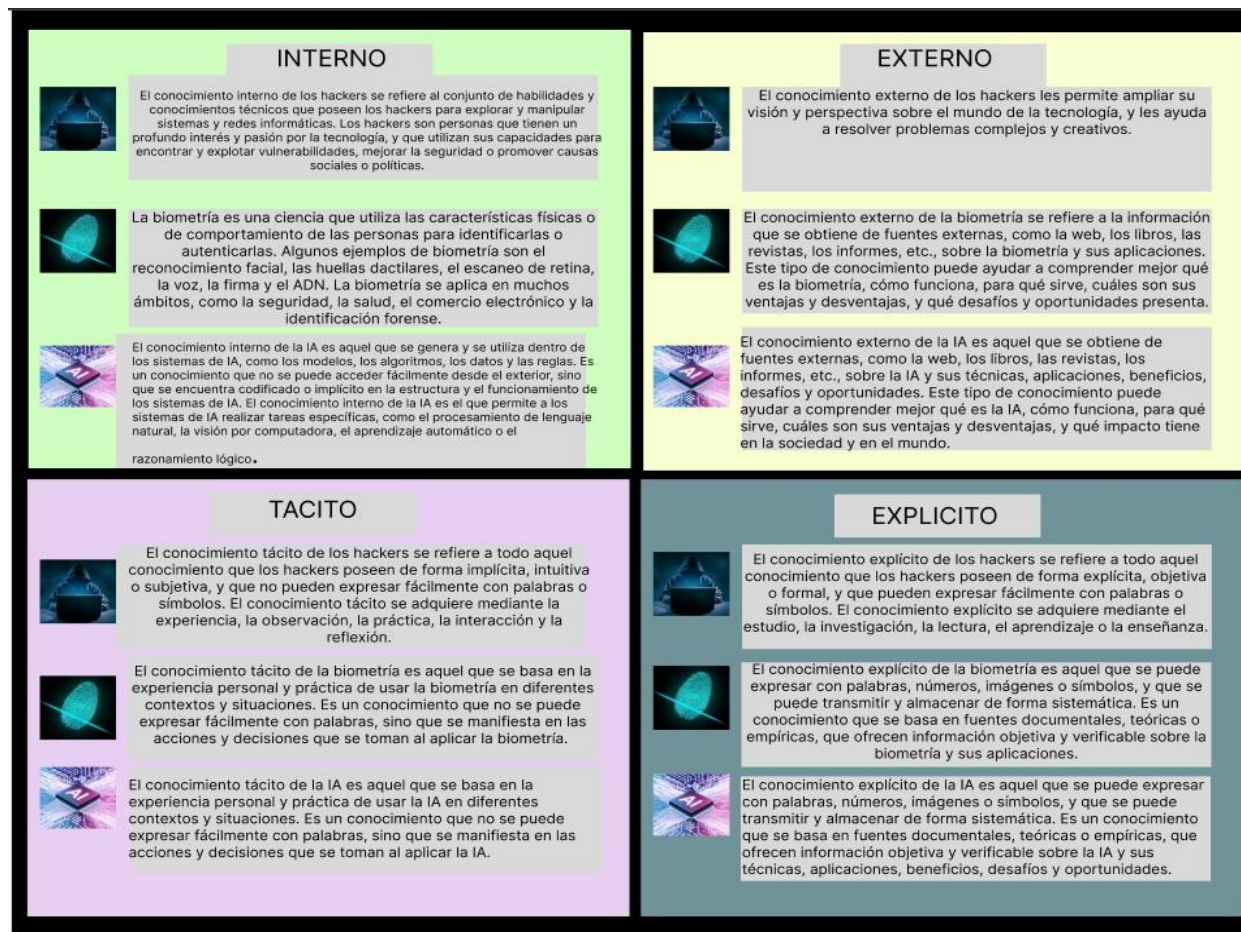 INTERNO
El conocimiento interno de los hackers se refiere al conjunto de habilidades y
conocimientos técnicos que poseen los hackers para explorar y manipular
sistemas y redes informáticas. Los hackers son personas que tienen un
profundo interés y pasión por la tecnología, y que utilizan sus capacidades para
encontrar y explotar vulnerabilidades, mejorar la seguridad o promover causas
sociales o políticas.
La biometría es una ciencia que utiliza las características físicas o
de comportamiento de las personas para identificarlas o
autenticarlas. Algunos ejemplos de biometría son el
reconocimiento facial, las huellas dactilares, el escaneo de retina,
la voz, la firma y el ADN. La biometría se aplica en muchos
ámbitos, como la seguridad, la salud, el comercio electrónico y la
identificación forense.
AI
El conocimiento interno de la IA es aquel que se genera y se utiliza dentro de
los sistemas de IA, como los modelos, los algoritmos, los datos y las reglas. Es
un conocimiento que no se puede acceder fácilmente desde el exterior, sino
que se encuentra codificado o implícito en la estructura y el funcionamiento de
los sistemas de IA. El conocimiento interno de la IA es el que permite a los
sistemas de IA realizar tareas específicas, como el procesamiento de lenguaje
natural, la visión por computadora, el aprendizaje automático o el
razonamiento lógico.
EXTERNO
El conocimiento externo de los hackers les permite ampliar su
visión y perspectiva sobre el mundo de la tecnología, y les ayuda
a resolver problemas complejos y creativos.
El conocimiento externo de la biometría se refiere a la información
que se obtiene de fuentes externas, como la web, los libros, las
revistas, los informes, etc., sobre la biometría y sus aplicaciones.
Este tipo de conocimiento puede ayudar a comprender mejor qué
es la biometría, cómo funciona, para qué sirve, cuáles son sus
ventajas y desventajas, y qué desafíos y oportunidades presenta.
AI
El conocimiento externo de la IA es aquel que se obtiene de
fuentes externas, como la web, los libros, las revistas, los
informes, etc., sobre la IA y sus técnicas, aplicaciones, beneficios,
desafíos y oportunidades. Este tipo de conocimiento puede
ayudar a comprender mejor qué es la IA, cómo funciona, para qué
sirve, cuáles son sus ventajas y desventajas, y qué impacto tiene
en la sociedad y en el mundo.
TACITO
El conocimiento tácito de los hackers se refiere a todo aquel
conocimiento que los hackers poseen de forma implícita, intuitiva
o subjetiva, y que no pueden expresar fácilmente con palabras o
símbolos. El conocimiento tácito se adquiere mediante la
experiencia, la observación, la práctica, la interacción y la
reflexión.
El conocimiento tácito de la biometría es aquel que se basa en la
experiencia personal y práctica de usar la biometría en diferentes
contextos y situaciones. Es un conocimiento que no se puede
expresar fácilmente con palabras, sino que se manifiesta en las
acciones y decisiones que se toman al aplicar la biometría.
AI
El conocimiento tácito de la IA es aquel que se basa en la
experiencia personal y práctica de usar la IA en diferentes
contextos y situaciones. Es un conocimiento que no se puede
expresar fácilmente con palabras, sino que se manifiesta en las
acciones y decisiones que se toman al aplicar la IA.
EXPLICITO
El conocimiento explícito de los hackers se refiere a todo aquel
conocimiento que los hackers poseen de forma explícita, objetiva
o formal, y que pueden expresar fácilmente con palabras o
símbolos. El conocimiento explícito se adquiere mediante el
estudio, la investigación, la lectura, el aprendizaje o la enseñanza.
El conocimiento explícito de la biometría es aquel que se puede
expresar con palabras, números, imágenes o símbolos, y que se
puede transmitir y almacenar de forma sistemática. Es un
conocimiento que se basa en fuentes documentales, teóricas o
empíricas, que ofrecen información objetiva y verificable sobre la
biometría y sus aplicaciones.
AI
El conocimiento explícito de la IA es aquel que se puede expresar
con palabras, números, imágenes o símbolos, y que se puede
transmitir y almacenar de forma sistemática. Es un conocimiento
que se basa en fuentes documentales, teóricas o empíricas, que
ofrecen información objetiva y verificable sobre la IA y sus
técnicas, aplicaciones, beneficios, desafíos y oportunidades.